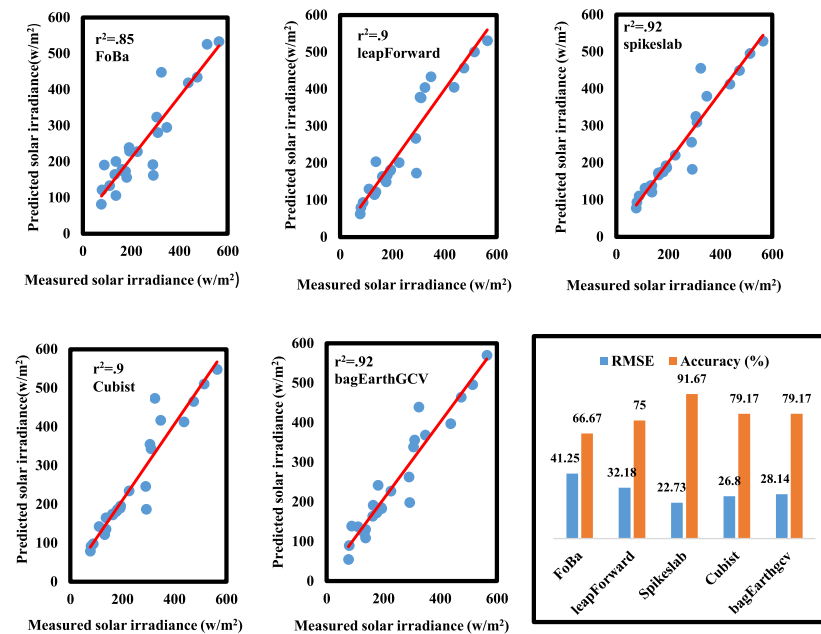 r²=.85
FoBa
600
500
400
300
200
100
0
0 200 400 600
Predicted solar irradiance(w/m²)
Measured solar irradiance (w/m²)
r²=.9
leapForward
600
500
400
300
200
100
0
0 200 400 600
Predicted solar irradiance (w/m²)
Measured solar irradiance (w/m²)
r²=.92
spikeslab
600
500
400
300
200
100
0
0 200 400 600
Predicted solar irradiance (w/m²)
Measured solar irradiance (w/m²)
r²=.9
Cubist
600
500
400
300
200
100
0
0 200 400 600
Predicted solar irradiance (w/m²)
Measured solar irradiance (w/m²)
r²=.92
bagEarthGCV
600
500
400
300
200
100
0
0 200 400 600
Predicted solar irradiance (w/m²)
Measured solar irradiance (w/m²)
RMSE Accuracy (%)
41.25 66.67 32.18 75 22.73 91.67 26.8 79.17 28.14 79.17
FoBa leapForward Spikeslab Cubist bagEarthgcv